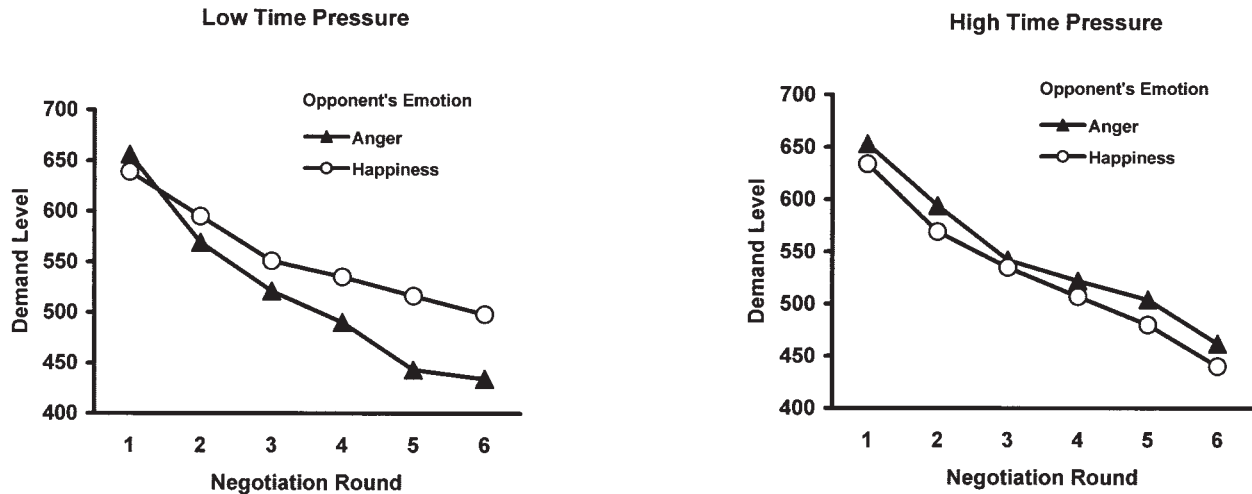 Low Time Pressure
Opponent's Emotion
Anger
Happiness
700
650
600
550
500
450
400
Demand Level
1 2 3 4 5 6
Negotiation Round
High Time Pressure
Opponent's Emotion
Anger
Happiness
700
650
600
550
500
450
400
Demand Level
1 2 3 4 5 6
Negotiation Round